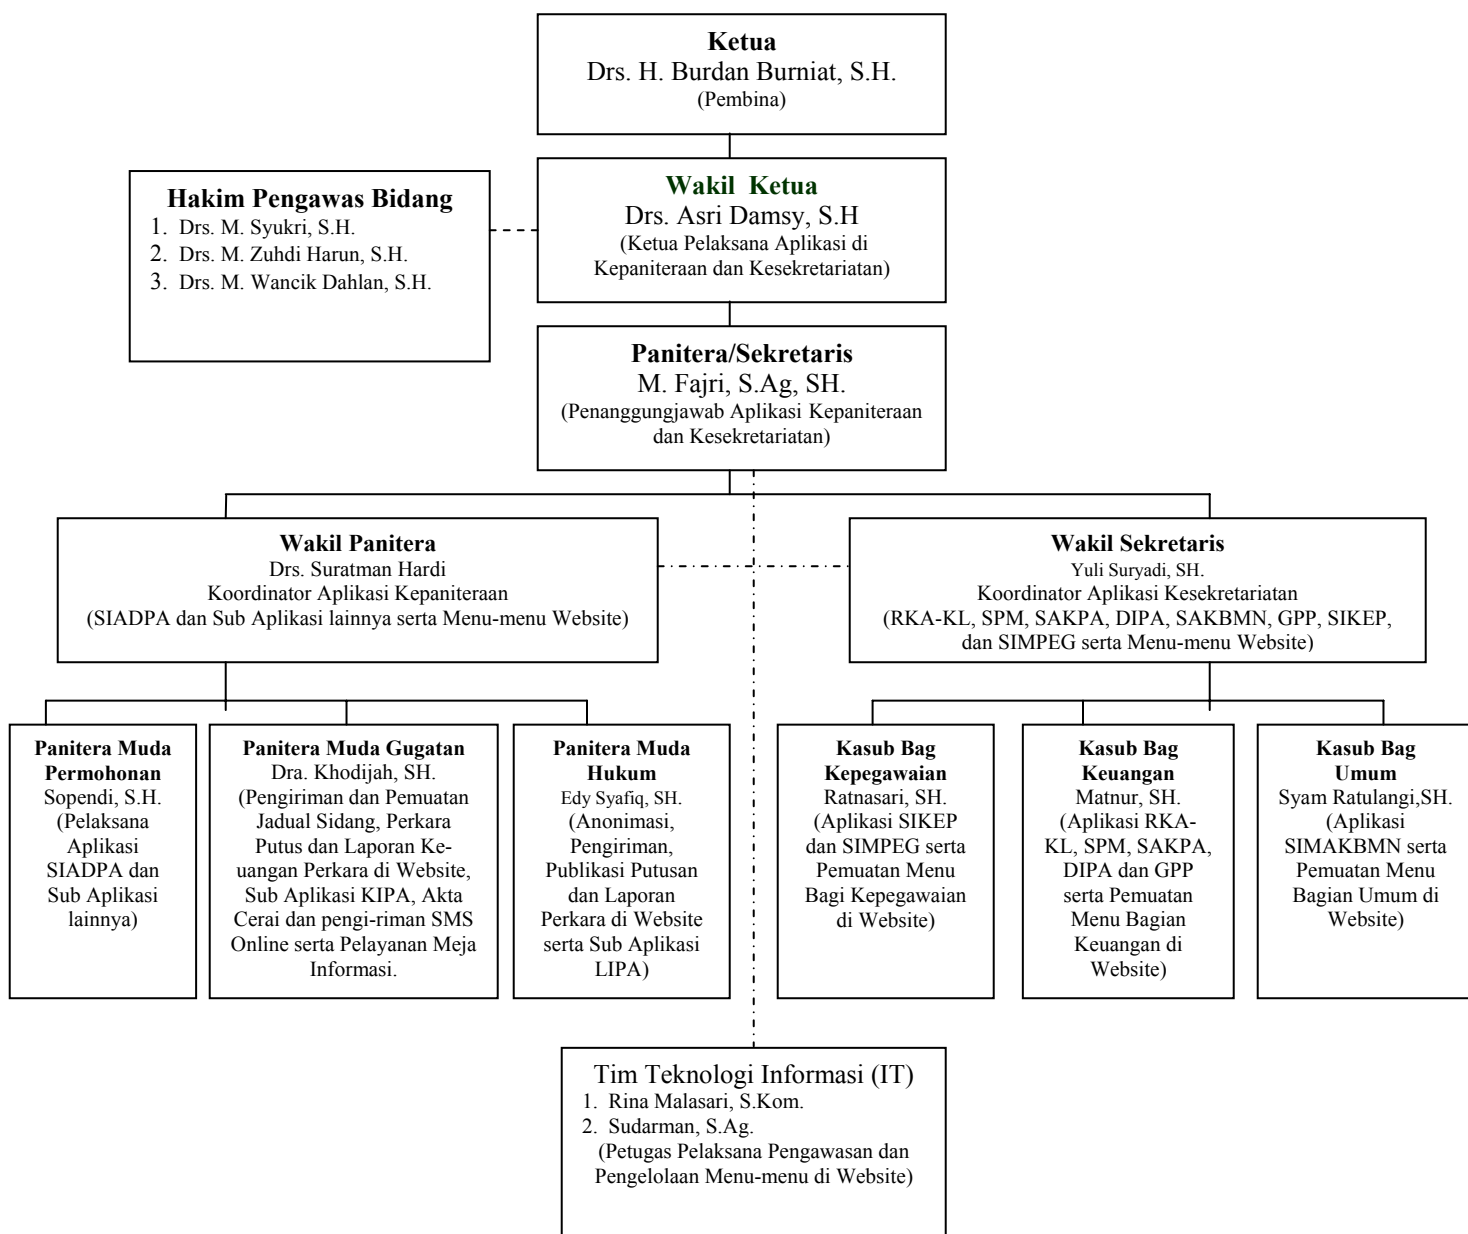 Ketua
Drs. H. Burdan Burniat, S.H.
(Pembina)
Hakim Pengawas Bidang
1. Drs. M. Syukri, S.H.
2. Drs. M. Zuhdi Harun, S.H.
3. Drs. M. Wancik Dahlan, S.H.
Wakil Ketua
Drs. Asri Damsy, S.H
(Ketua Pelaksana Aplikasi di
Kepaniteraan dan Kesekretariatan)
Panitera/Sekretaris
M. Fajri, S.Ag, SH.
(Penanggungjawab Aplikasi Kepaniteraan
dan Kesekretariatan)
Wakil Panitera
Drs. Suratman Hardi
Koordinator Aplikasi Kepaniteraan
(SIADPA dan Sub Aplikasi lainnya serta Menu-menu Website)
Wakil Sekretaris
Yuli Suryadi, SH.
Koordinator Aplikasi Kesekretariatan
(RKA-KL, SPM, SAKPA, DIPA, SAKBMN, GPP, SIKEP,
dan SIMPEG serta Menu-menu Website)
Panitera Muda
Permohonan
Sopendi, S.H.
(Pelaksana
Aplikasi
SIADPA dan
Sub Aplikasi
lainnya)
Panitera Muda Gugatan
Dra. Khodijah, SH.
(Pengiriman dan Pemuatan
Jadual Sidang, Perkara
Putus dan Laporan Ke-
uangan Perkara di Website,
Sub Aplikasi KIPA, Akta
Cerai dan pengi-riman SMS
Online serta Pelayanan Meja
Informasi.
Panitera Muda
Hukum
Edy Syafiq, SH.
(Anonimasi,
Pengiriman,
Publikasi Putusan
dan Laporan
Perkara di Website
serta Sub Aplikasi
LIPA)
Kasub Bag
Kepegawaian
Ratnasari, SH.
(Aplikasi SIKEP
dan SIMPEG serta
Pemuatan Menu
Bagi Kepegawaian
di Website)
Kasub Bag
Keuangan
Matnur, SH.
(Aplikasi RKA-
KL, SPM, SAKPA,
DIPA dan GPP
serta Pemuatan
Menu Bagian
Keuangan di
Website)
Kasub Bag
Umum
Syam Ratulangi,SH.
(Aplikasi
SIMAKBMN serta
Pemuatan Menu
Bagian Umum di
Website)
Tim Teknologi Informasi (IT)
1. Rina Malasari, S.Kom.
2. Sudarman, S.Ag.
(Petugas Pelaksana Pengawasan dan
Pengelolaan Menu-menu di Website)